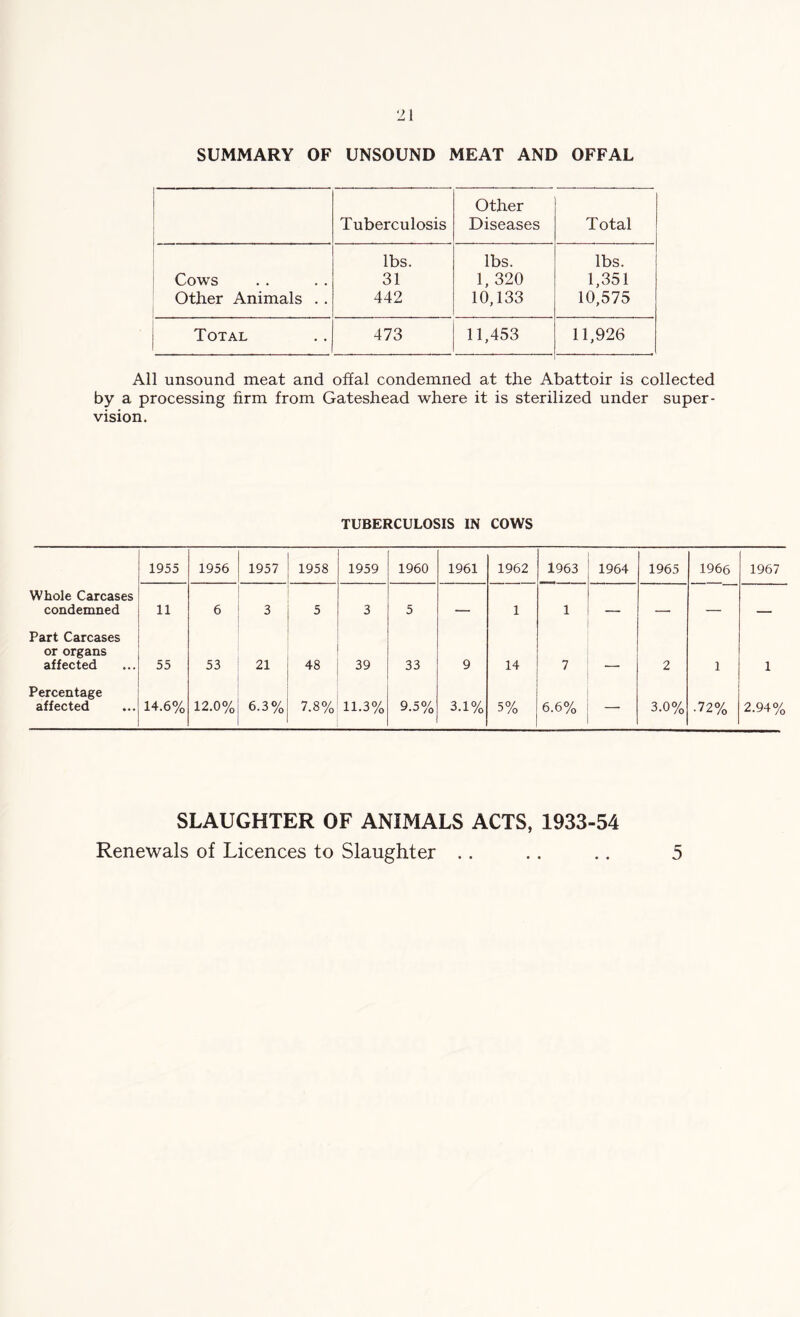 21
SUMMARY OF UNSOUND MEAT AND OFFAL
Tuberculosis Other Diseases Total
lbs. lbs. lbs.
Cows . . . . 31 1, 320 1,351
Other Animals . . 442 10,133 10,575
TOTAL . . 473 11,453 11,926
All unsound meat and offal condemned at the Abattoir is collected
by a processing firm from Gateshead where it is sterilized under super-
vision.
TUBERCULOSIS IN COWS
1955 1956 1957 1958 1959 1960 1961 1962 1963 1964 1965 1966 1967
Whole Carcases
condemned 11 6 3 5 3 5 — 1 1 — — — —
Part Carcases
or organs
affected ... 55 53 21 48 39 33 9 14 7 — 2 1 1
Percentage
affected ... 14.6% 12.0% 6.3% 7.8% 11.3% 9.5% 3.1% 5% 6.6% — 3.0% .72% 2.94%
SLAUGHTER OF ANIMALS ACTS, 1933-54
Renewals of Licences to Slaughter . . . . . . 5